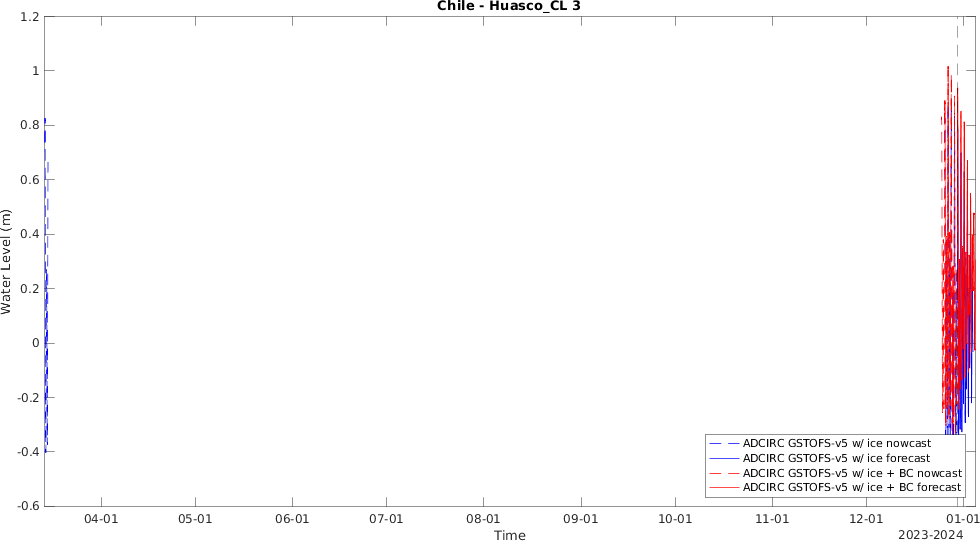 Chile - Huasco_CL 3
1.2
1
0.8
0.6
0.4
0.2
0
-0.2
-0.4
-0.6
Water Level (m)
ADCIRC GSTOFS-v5 w/ ice nowcast
ADCIRC GSTOFS-v5 w/ ice forecast
ADCIRC GSTOFS-v5 w/ ice + BC nowcast
ADCIRC GSTOFS-v5 w/ ice + BC forecast
04-01 05-01 06-01 07-01 08-01 09-01 10-01 11-01 12-01 01-01
Time
2023-2024